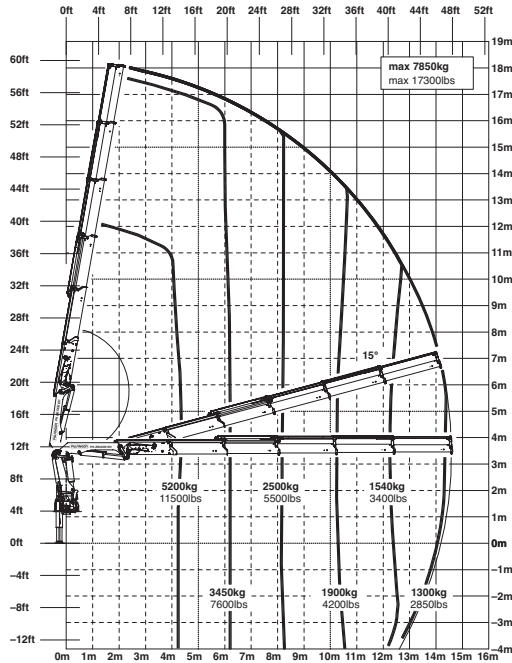 0ft 4ft 8ft 12ft 16ft 20ft 24ft 28ft 32ft 36ft 40ft 44ft 48ft 52ft
19m
60ft 18m
max 7850kg
max 17300lbs
56ft 17m
52ft 16m
15m
48ft 14m
44ft 13m
40ft 12m
11m
36ft 10m
32ft 9m
28ft 8m
24ft 7m
15°
20ft 6m
16ft 5m
12ft 4m
3m
8ft 2m
5200kg 2500kg 1540kg
11500lbs 5500lbs 3400lbs
4ft 1m
0ft 0m
–4ft -1m
-2m
3450kg 1900kg 1300kg
7600lbs 4200lbs 2850lbs
–8ft -3m
–12ft -4m
0m 1m 2m 3m 4m 5m 6m 7m 8m 9m 10m 11m 12m 13m 14m 15m 16m